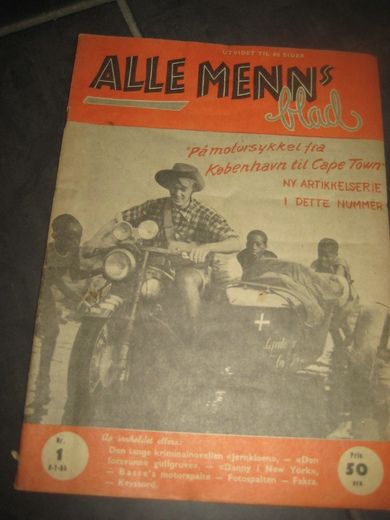 UTVIDET TIL 40 SIDER
ALLE MENNs
blad
"På motorsykkel fra
København til Cape Town"
NY ARTIKKELSERIE
I DETTE NUMMER
Nr.
1
Av innholdet ellers:
Den lange kriminalnovellen «Jernkloen», — «Den
forsvunne gullgruve», — «Danny i New York»,
— Basse's motorspalte — Fotospalten — Fakta.
— Kryssord.
Pris
50
ØRE